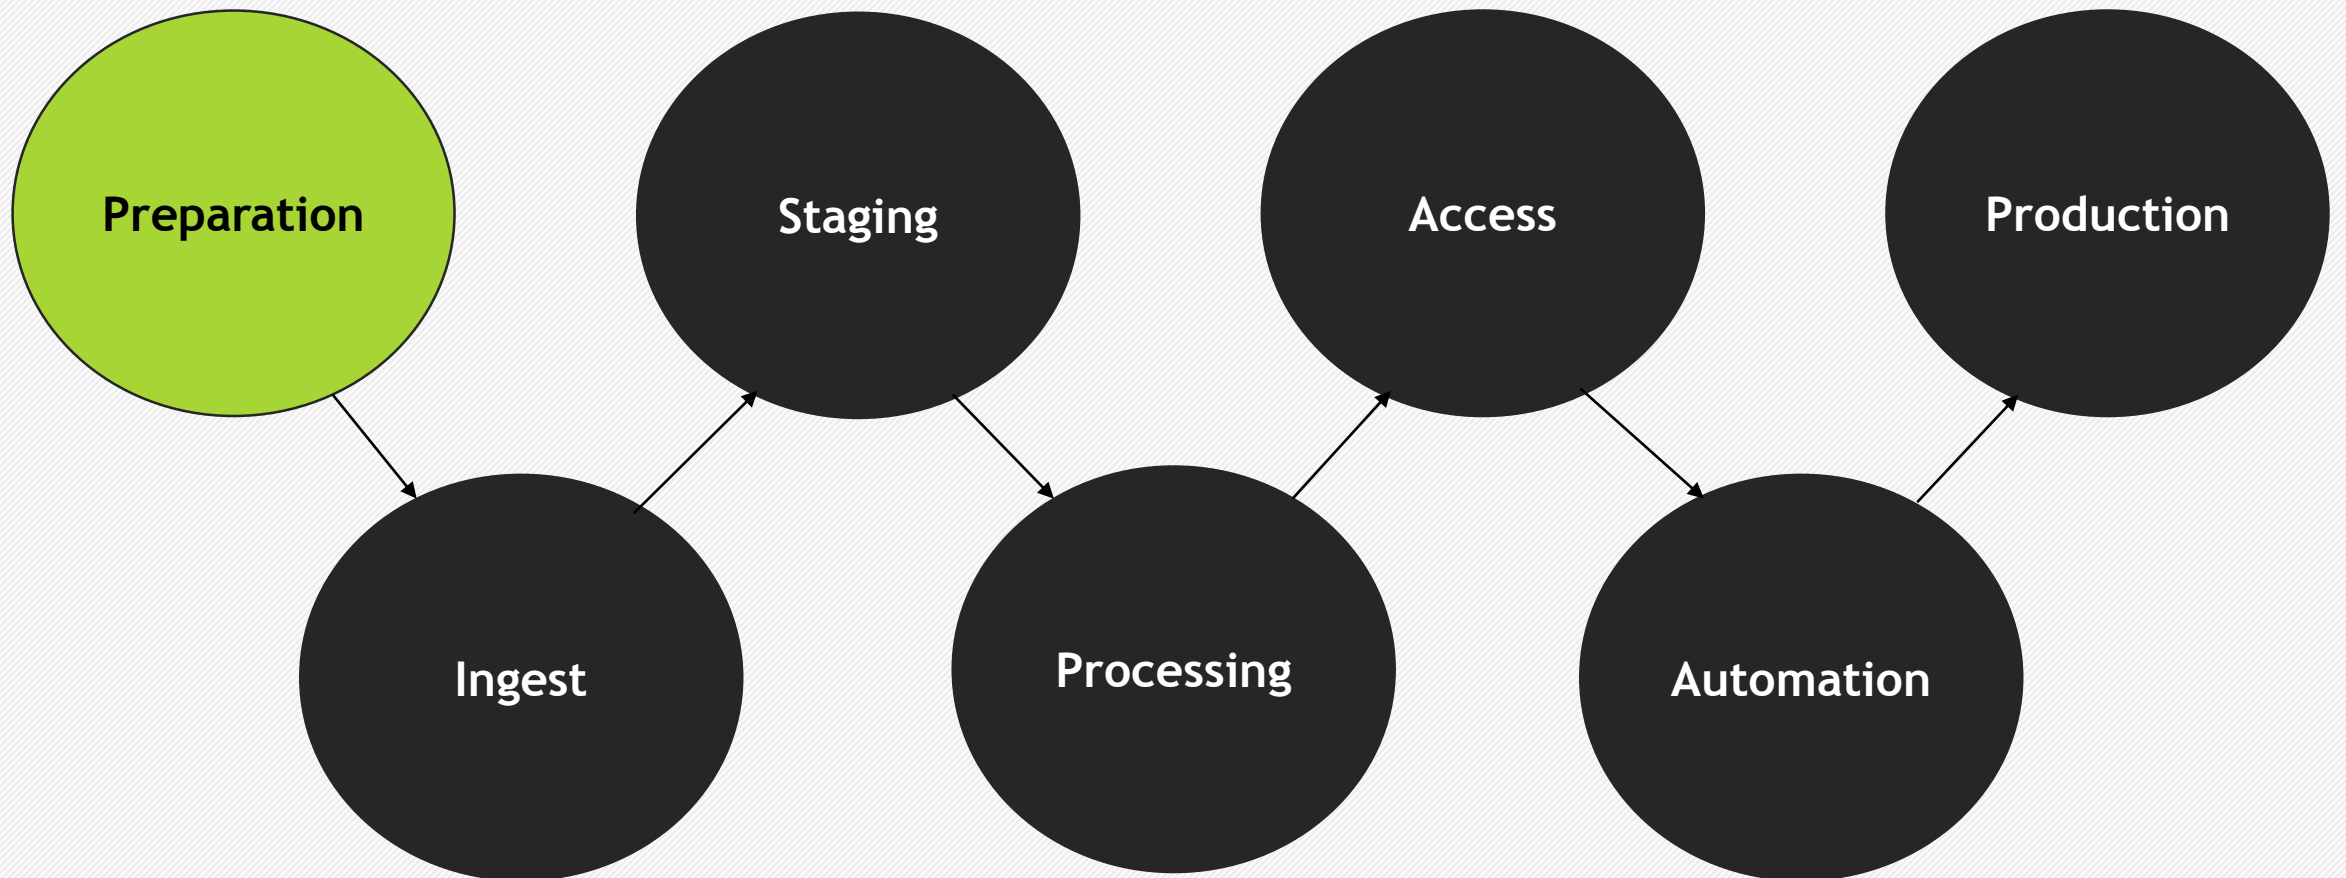 Preparation
Ingest
Staging
Processing
Access
Automation
Production